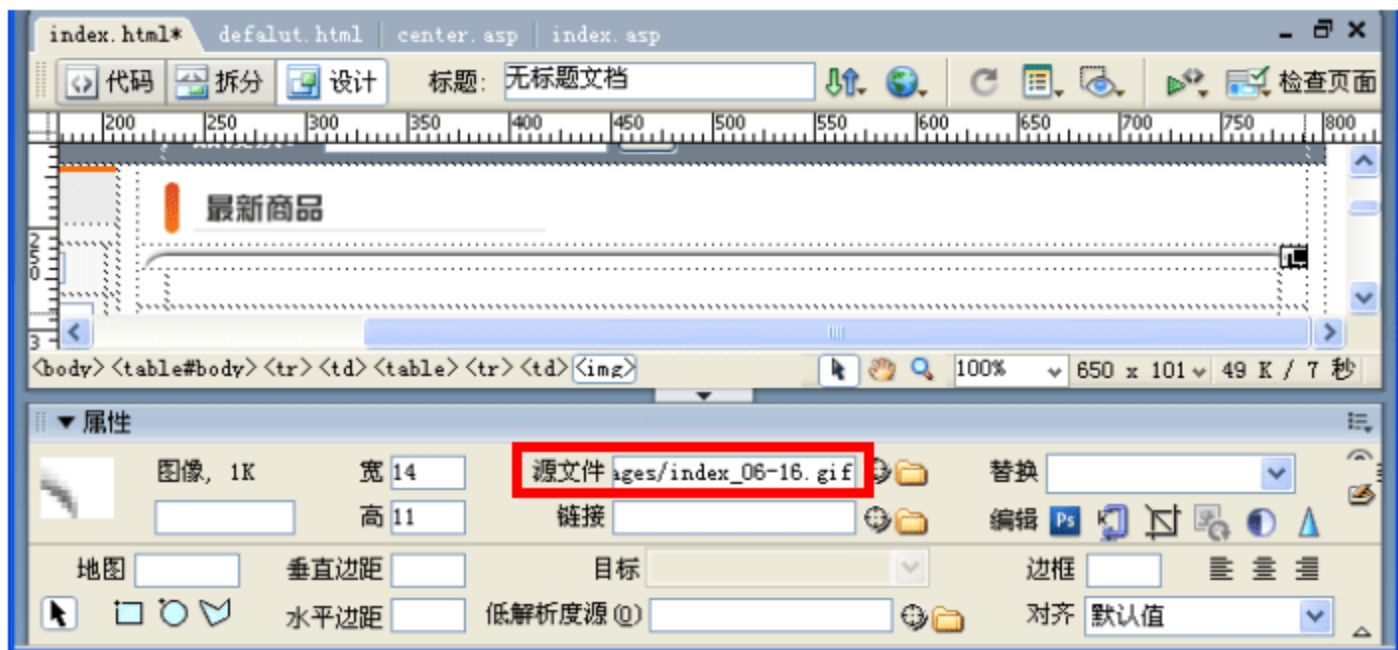 index.html* defalut.html center.asp index.asp
代码 拆分 设计 标题: 无标题文档 检查页面
200 250 300 350 400 450 500 550 600 650 700 750 800
最新商品
250
3
<body> <table#body> <tr> <td> <table> <tr> <td> <img> 100% 650 x 101 49 K / 7 秒
属性
图像, 1K 宽 14 源文件 ages/index_06-16.gif 替换
高 11 链接 编辑 Ps
地图 垂直边距 目标 边框
水平边距 低解析度源(O) 对齐 默认值